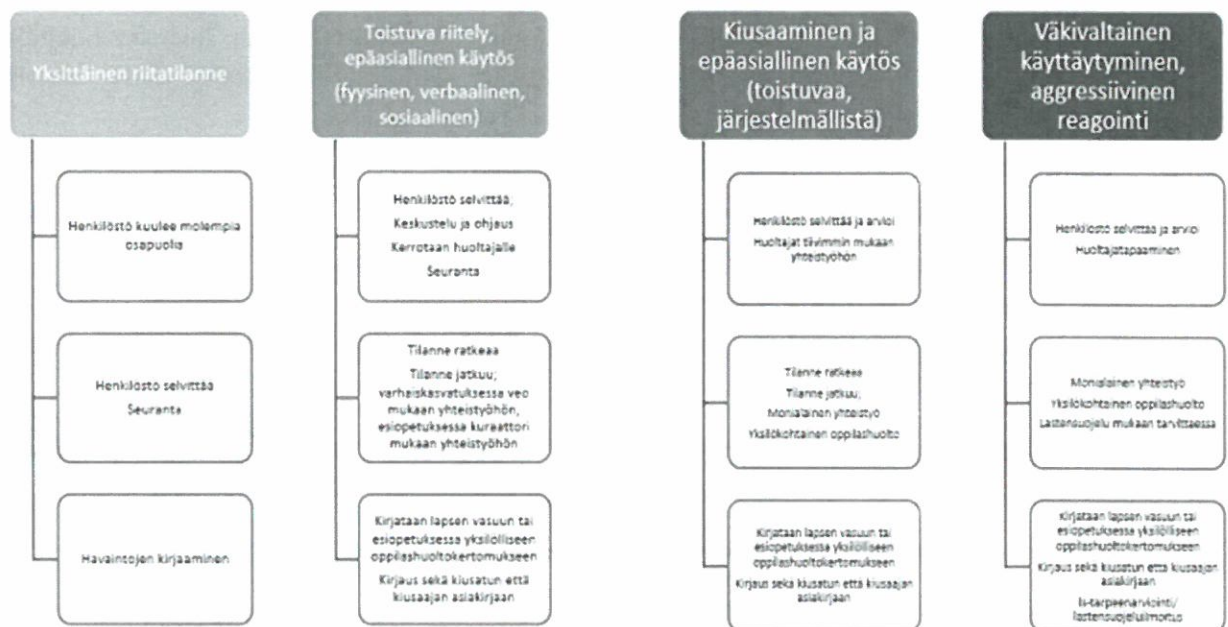 Yksittäinen riitatilanne
Henkilöstö kuulee molempia
osapuolia
Henkilöstö selvittää
Seuranta
Havaintojen kirjaaminen
Toistuva riitely,
epäasiallinen käytös
(fyysinen, verbaalinen,
sosiaalinen)
Henkilöstö selvittää;
Keskustelu ja ohjaus
Kerrotaan huoltajalle
Seuranta
Tilanne ratkeaa
Tilanne jatkuu;
varhaiskasvatuksessa veo
mukaan yhteistyöhön,
esiopetuksessa kuraattori
mukaan yhteistyöhön
Kirjataan lapsen vasuun tai
esiopetuksessa yksilölliseen
oppilashuoltokertomukseen
Kirjaus sekä kiusatun että
kiusaajan asiakirjaan
Kiusaaminen ja
epäasiallinen käytös
(toistuvaa,
järjestelmällistä)
Henkilöstö selvittää ja arvioi
Huoltajat tiiviimmin mukaan
yhteistyöhön
Tilanne ratkeaa
Tilanne jatkuu;
Monialainen yhteistyö
Yksilökohtainen oppilashuolto
Kirjataan lapsen vasuun tai
esiopetuksessa yksilölliseen
oppilashuoltokertomukseen
Kirjaus sekä kiusatun että kiusaajan
asiakirjaan
Väkivaltainen
käyttäytyminen,
aggressiivinen
reagointi
Henkilöstö selvittää ja arvioi
Huoltajatapaaminen
Monialainen yhteistyö
Yksilökohtainen oppilashuolto
Lastensuojelu mukaan tarvittaessa
Kirjataan lapsen vasuun tai
esiopetuksessa yksilölliseen
oppilashuoltokertomukseen
Kirjaus sekä kiusatun että kiusaajan
asiakirjaan
ls-tarpeenarviointi/
lastensuojeluilmoitus